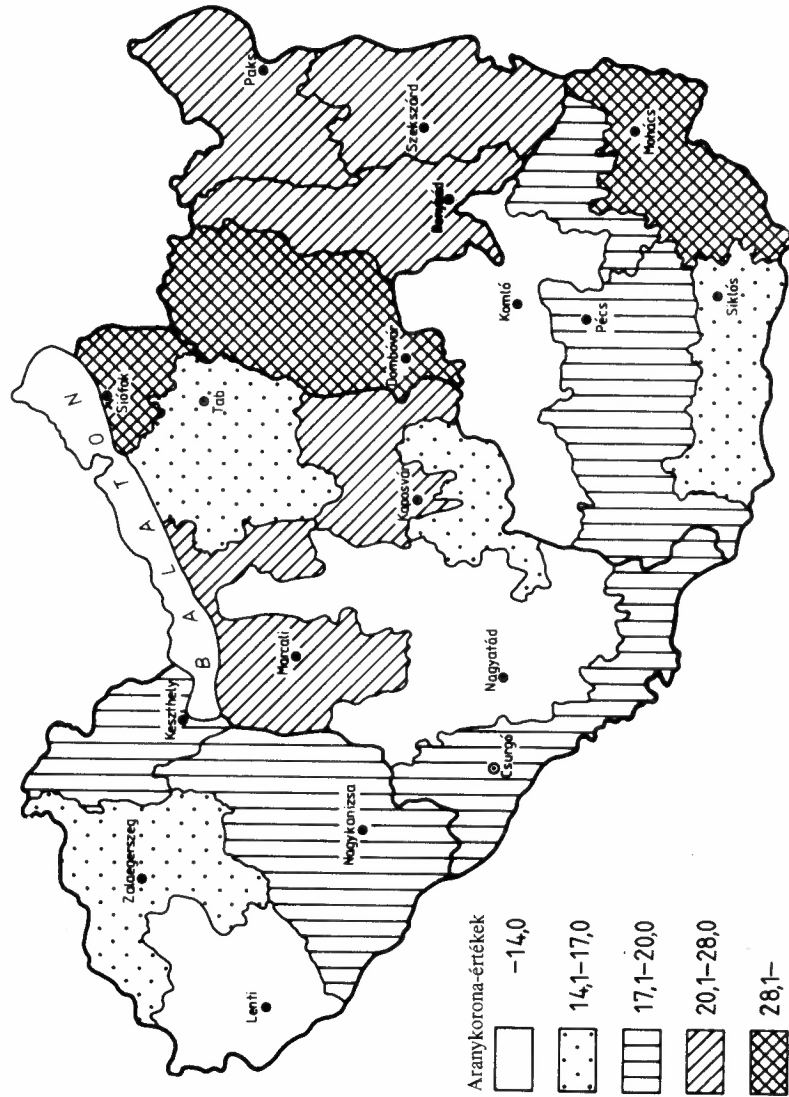 BALATON
Keszthely
Zalaegerszeg
Lenti
Nagykanizsa
Csurgó
Nagyatád
Marcali
Kaposvár
Tab
Siófok
Dombóvár
Komló
Pécs
Siklós
Mohács
Bonyhád
Szekszárd
Paks
Aranykorona-értékek
–14,0
14,1–17,0
17,1–20,0
20,1–28,0
28,1–